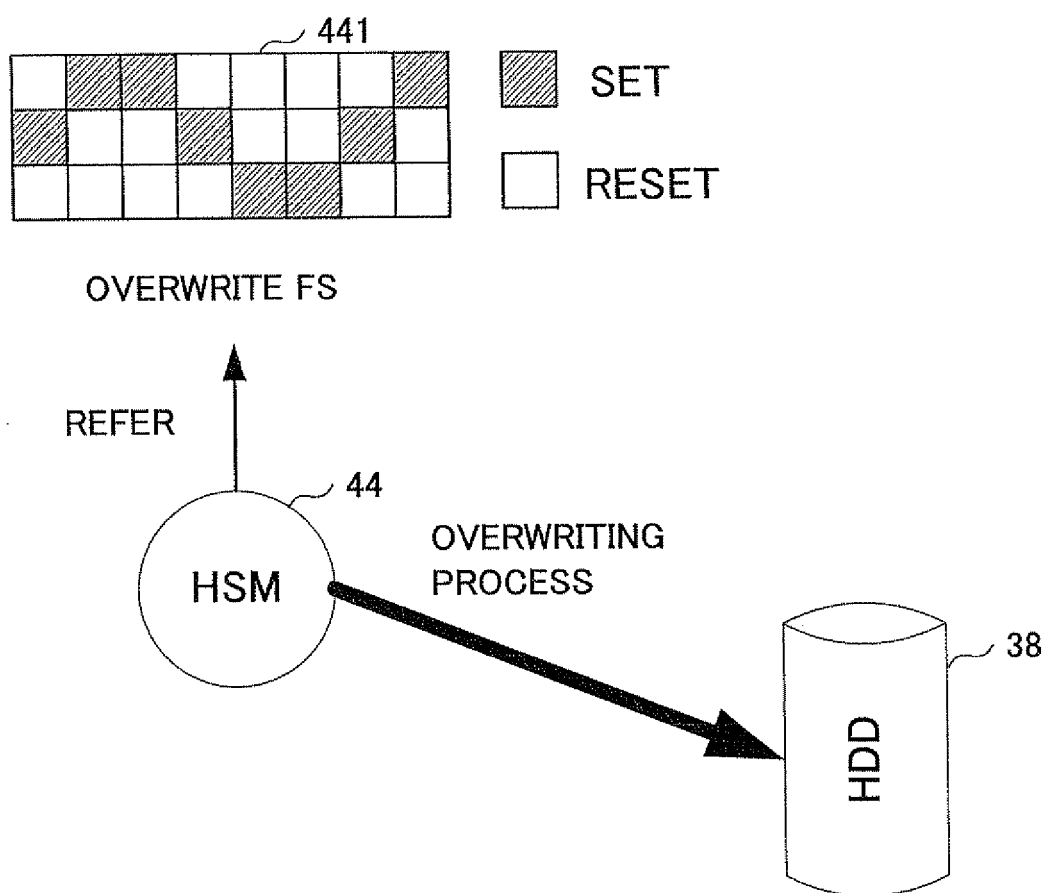 441
SET
RESET
OVERWRITE FS
REFER
44
HSM
OVERWRITING
PROCESS
38
HDD